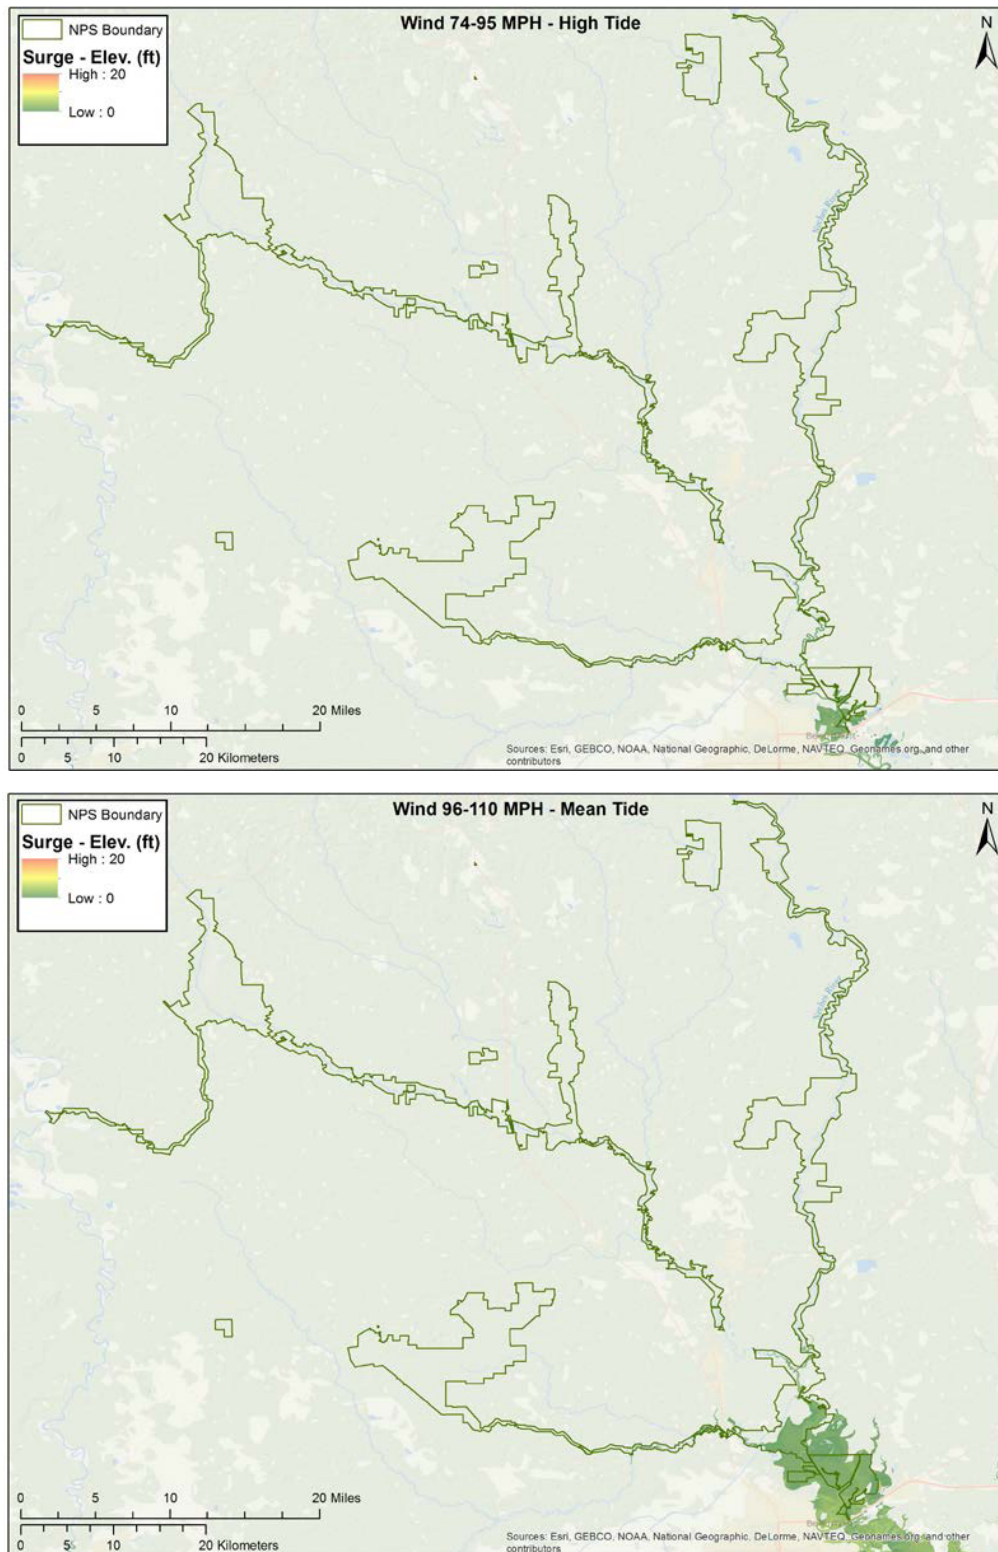 Wind 74-95 MPH - High Tide
N
NPS Boundary
Surge - Elev. (ft)
High : 20
Low : 0
Neches River
0 5 10 20 Miles
0 5 10 20 Kilometers
Sources: Esri, GEBCO, NOAA, National Geographic, DeLorme, NAVTEQ, Geonames.org, and other
contributors
Wind 96-110 MPH - Mean Tide
N
NPS Boundary
Surge - Elev. (ft)
High : 20
Low : 0
Neches River
0 5 10 20 Miles
0 5 10 20 Kilometers
Sources: Esri, GEBCO, NOAA, National Geographic, DeLorme, NAVTEQ, Geonames.org, and other
contributors